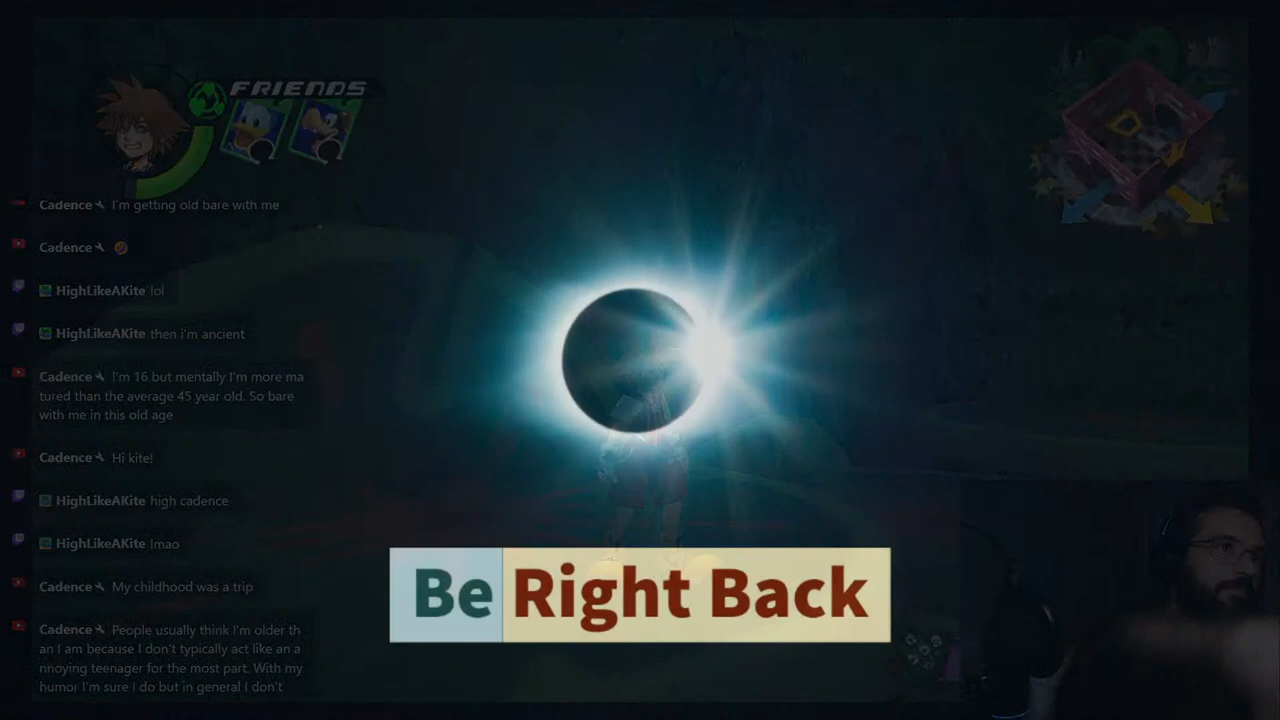 FRIENDS
Cadence I'm getting old bare with me
Cadence 🤣
HighLikeAKite lol
HighLikeAKite then i'm ancient
Cadence I'm 16 but mentally I'm more ma
tured than the average 45 year old. So bare
with me in this old age
Cadence Hi kite!
HighLikeAKite high cadence
HighLikeAKite lmao
Cadence My childhood was a trip
Cadence People usually think I'm older th
an I am because I don't typically act like an a
nnoying teenager for the most part. With my
humor I'm sure I do but in general I don't
Be Right Back